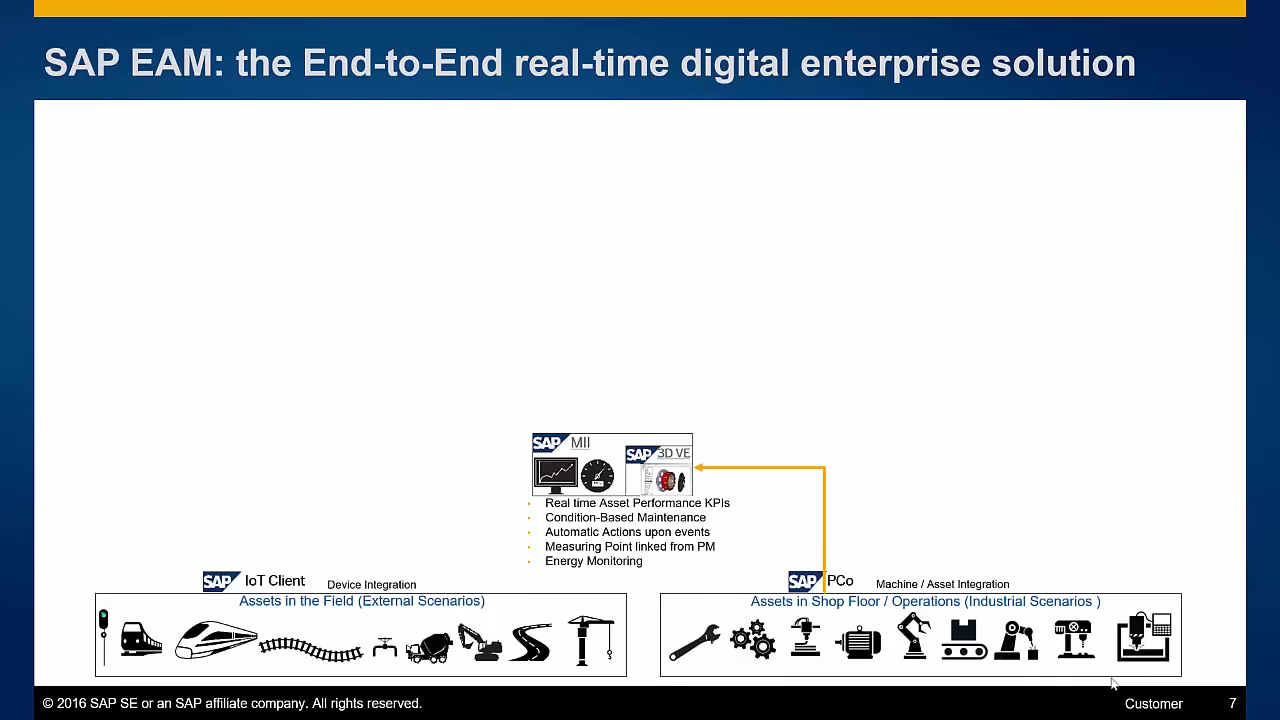 SAP EAM: the End-to-End real-time digital enterprise solution
SAP MII
SAP 3D VE
Real time Asset Performance KPIs
Condition-Based Maintenance
Automatic Actions upon events
Measuring Point linked from PM
Energy Monitoring
SAP IoT Client Device Integration
Assets in the Field (External Scenarios)
SAP PCo Machine / Asset Integration
Assets in Shop Floor / Operations (Industrial Scenarios )
© 2016 SAP SE or an SAP affiliate company. All rights reserved.
Customer 7